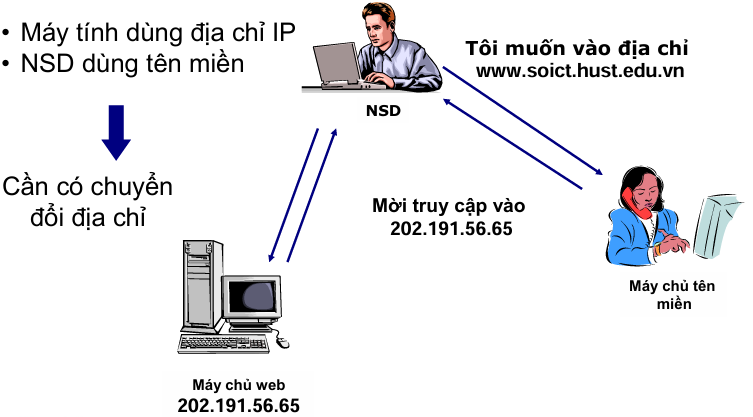 • Máy tính dùng địa chỉ IP
• NSD dùng tên miền
Cần có chuyển
đổi địa chỉ
NSD
Tôi muốn vào địa chỉ
www.soict.hust.edu.vn
Mời truy cập vào
202.191.56.65
Máy chủ tên
miền
Máy chủ web
202.191.56.65